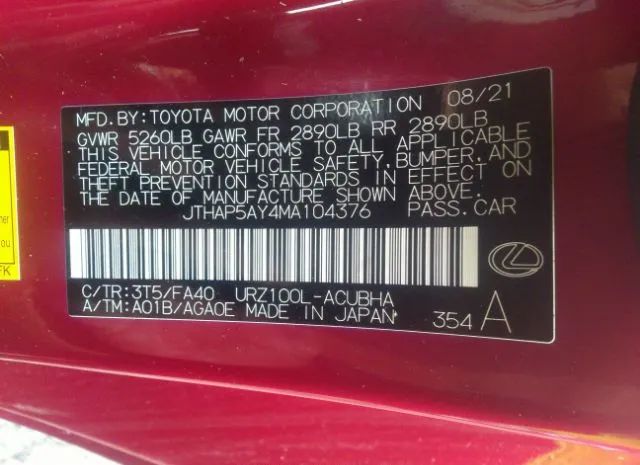 MFD.BY:TOYOTA MOTOR CORPORATION 08/21
GVWR 5260LB GAWR FR 2890LB RR 2890LB
THIS VEHICLE CONFORMS TO ALL APPLICABLE
FEDERAL MOTOR VEHICLE SAFETY, BUMPER, AND
THEFT PREVENTION STANDARDS IN EFFECT ON
THE DATE OF MANUFACTURE SHOWN ABOVE.
JTHAP5AY4MA104376 PASS.CAR
C/TR:3T5/FA40 URZ100L-ACUBHA
A/TM:A01B/AGA0E MADE IN JAPAN 354 A